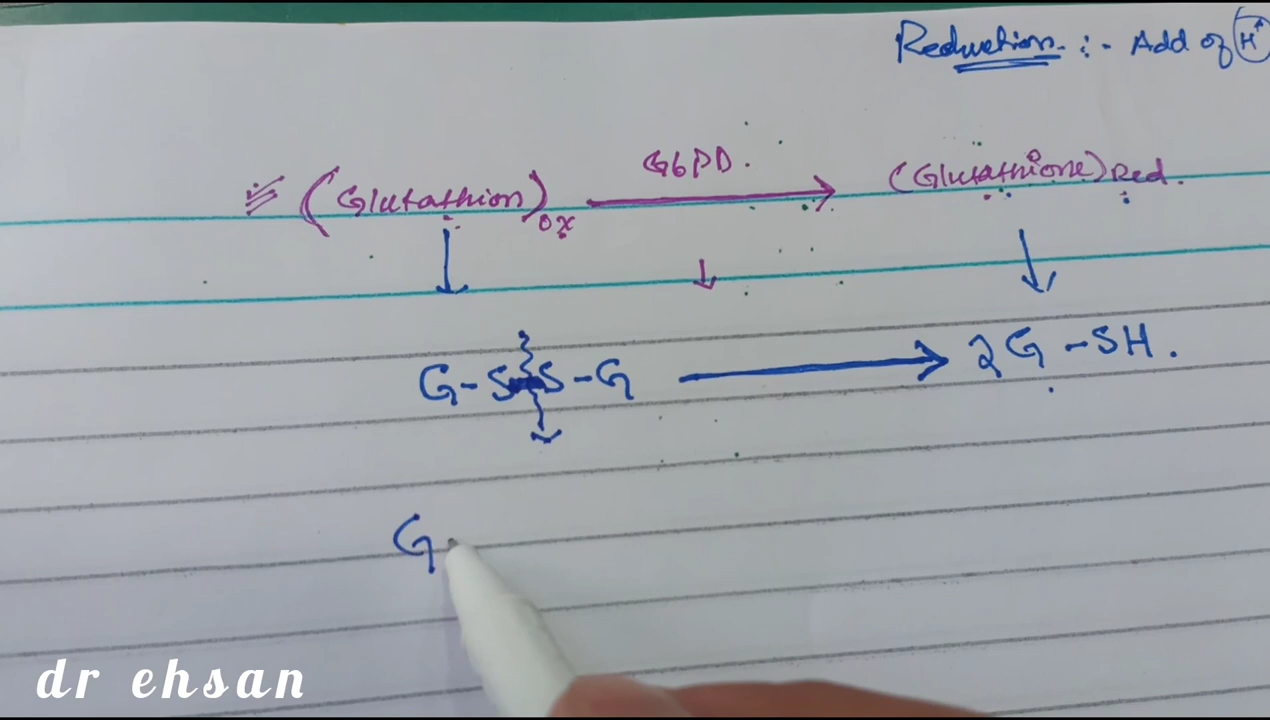 Reduction :- Add of H+
(Glutathion)ox G6PD. (Glutathione)Red.
G-S-S-G 2G-SH.
G
dr ehsan